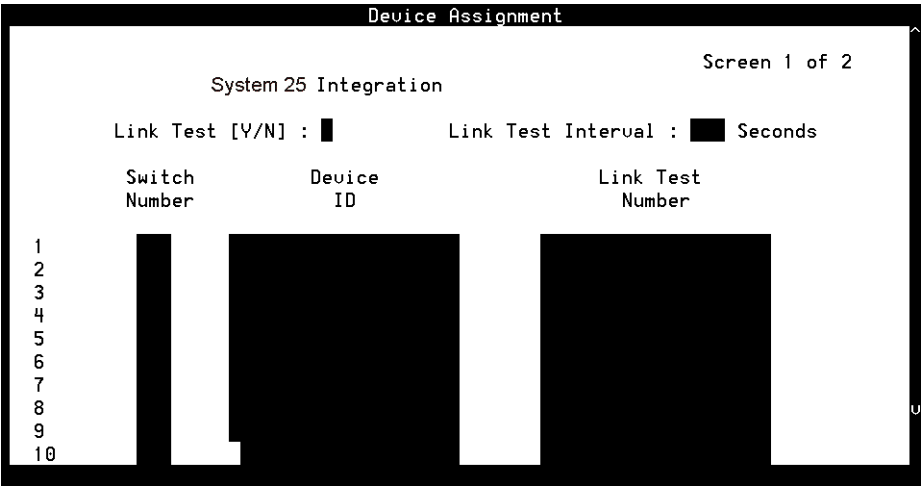 Device Assignment
Screen 1 of 2
System 25 Integration
Link Test [Y/N] : Link Test Interval : Seconds
Switch Device Link Test
Number ID Number
1
2
3
4
5
6
7
8
9
10